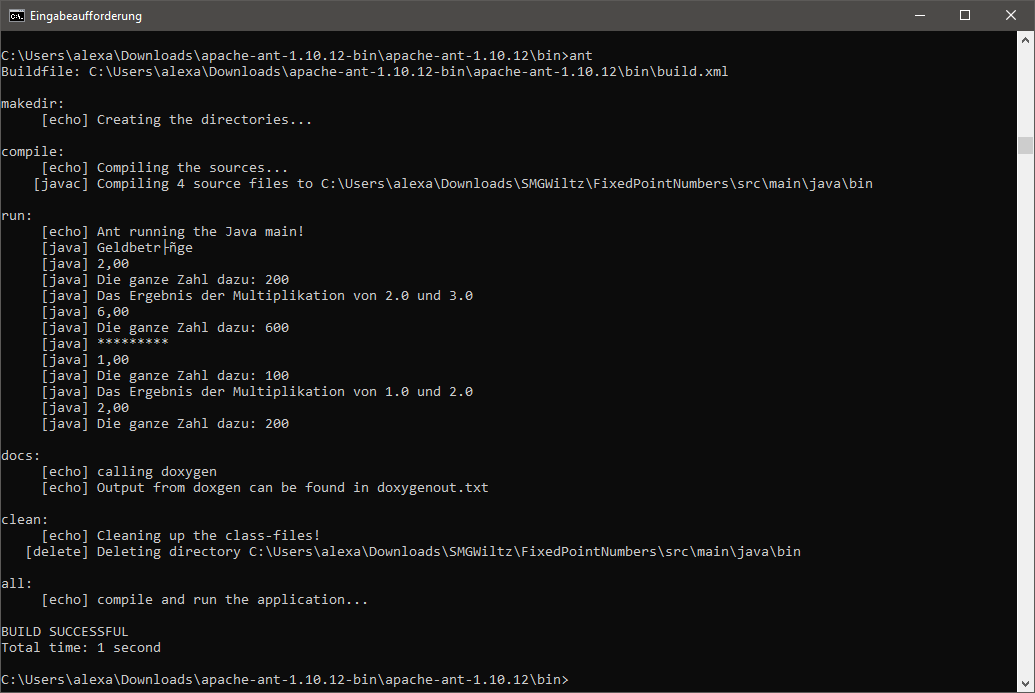 Eingabeaufforderung
C:\Users\alexa\Downloads\apache-ant-1.10.12-bin\apache-ant-1.10.12\bin>ant
Buildfile: C:\Users\alexa\Downloads\apache-ant-1.10.12-bin\apache-ant-1.10.12\bin\build.xml
makedir:
[echo] Creating the directories...
compile:
[echo] Compiling the sources...
[javac] Compiling 4 source files to C:\Users\alexa\Downloads\SMGWiltz\FixedPointNumbers\src\main\java\bin
run:
[echo] Ant running the Java main!
[java] Geldbetr├ñge
[java] 2,00
[java] Die ganze Zahl dazu: 200
[java] Das Ergebnis der Multiplikation von 2.0 und 3.0
[java] 6,00
[java] Die ganze Zahl dazu: 600
[java] *********
[java] 1,00
[java] Die ganze Zahl dazu: 100
[java] Das Ergebnis der Multiplikation von 1.0 und 2.0
[java] 2,00
[java] Die ganze Zahl dazu: 200
docs:
[echo] calling doxygen
[echo] Output from doxgen can be found in doxygenout.txt
clean:
[echo] Cleaning up the class-files!
[delete] Deleting directory C:\Users\alexa\Downloads\SMGWiltz\FixedPointNumbers\src\main\java\bin
all:
[echo] compile and run the application...
BUILD SUCCESSFUL
Total time: 1 second
C:\Users\alexa\Downloads\apache-ant-1.10.12-bin\apache-ant-1.10.12\bin>